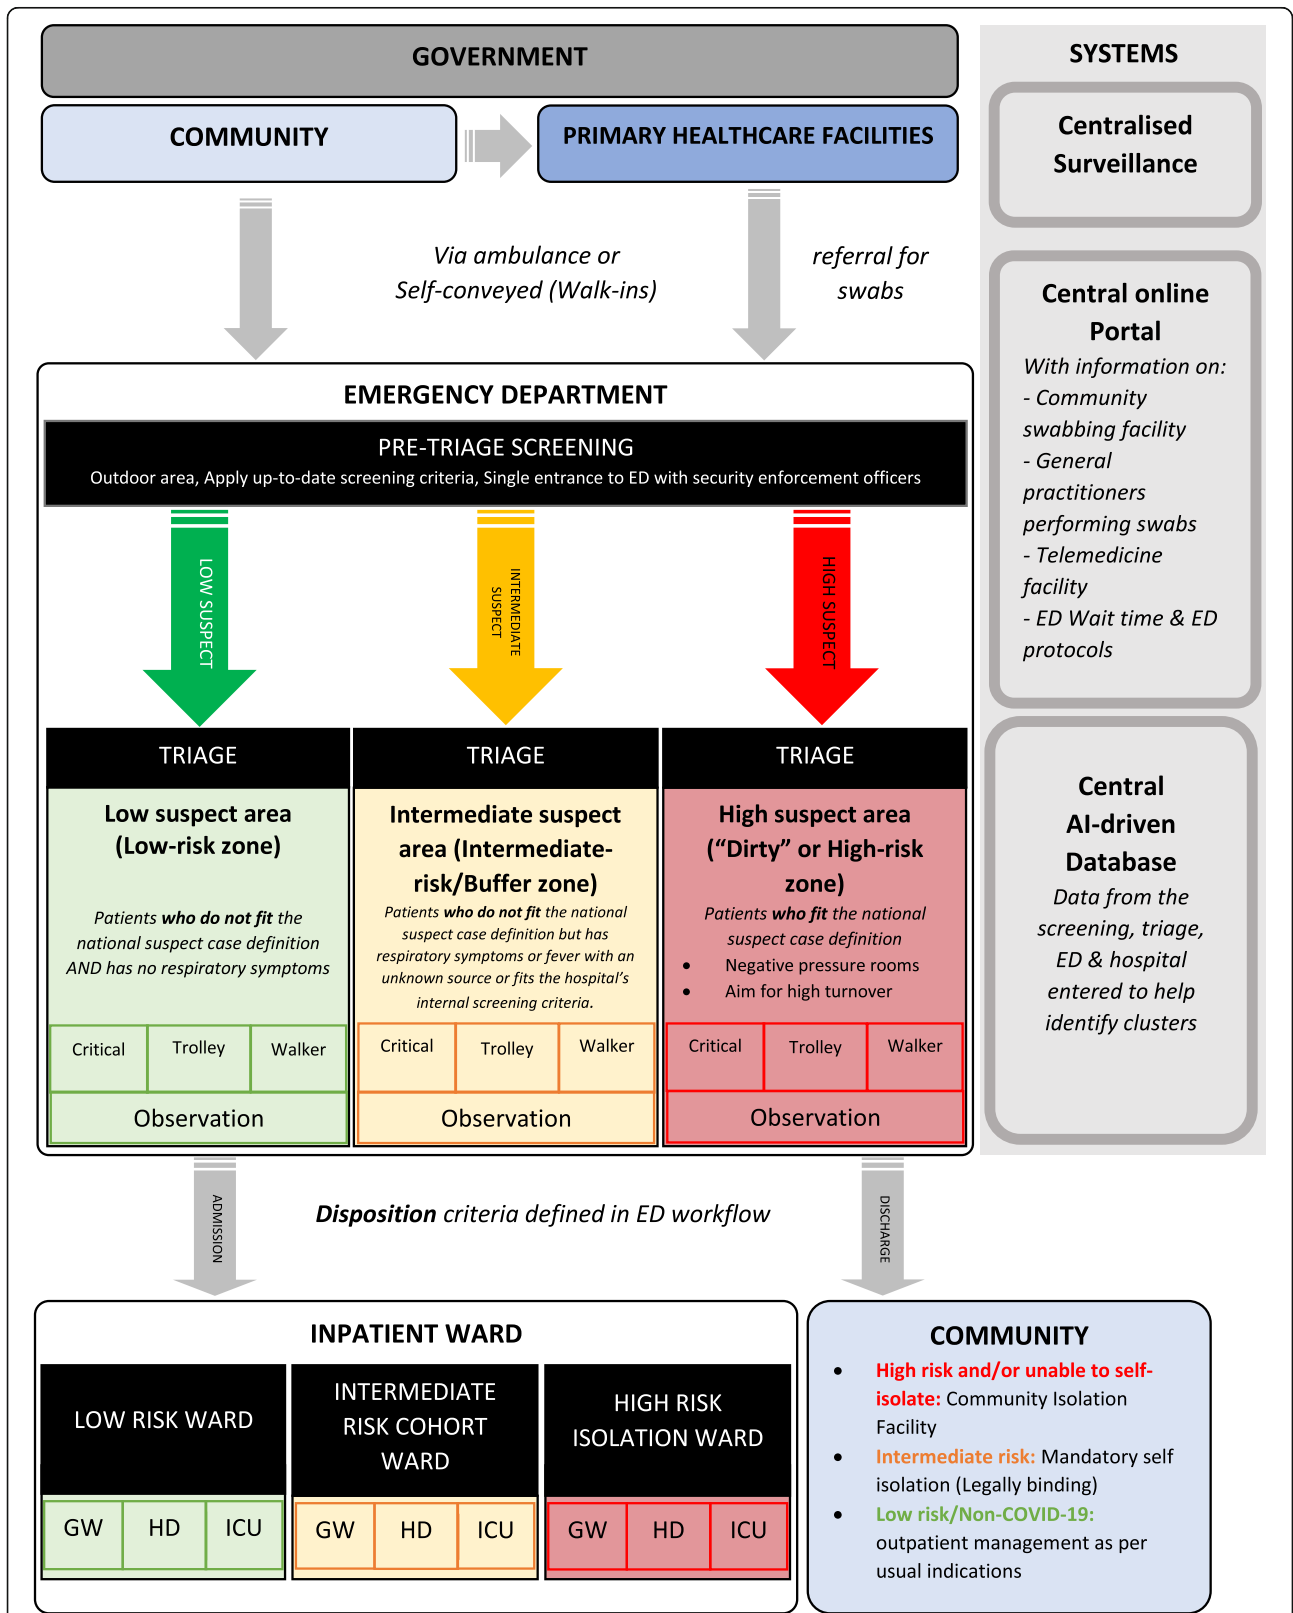 GOVERNMENT
COMMUNITY
PRIMARY HEALTHCARE FACILITIES
Via ambulance or
Self-conveyed (Walk-ins)
referral for
swabs
EMERGENCY DEPARTMENT
PRE-TRIAGE SCREENING
Outdoor area, Apply up-to-date screening criteria, Single entrance to ED with security enforcement officers
LOW SUSPECT
INTERMEDIATE
SUSPECT
HIGH SUSPECT
TRIAGE
Low suspect area
(Low-risk zone)
Patients who do not fit the
national suspect case definition
AND has no respiratory symptoms
Critical
Trolley
Walker
Observation
TRIAGE
Intermediate suspect
area (Intermediate-
risk/Buffer zone)
Patients who do not fit the national
suspect case definition but has
respiratory symptoms or fever with an
unknown source or fits the hospital's
internal screening criteria.
Critical
Trolley
Walker
Observation
TRIAGE
High suspect area
(“Dirty” or High-risk
zone)
Patients who fit the national
suspect case definition
• Negative pressure rooms
• Aim for high turnover
Critical
Trolley
Walker
Observation
SYSTEMS
Centralised
Surveillance
Central online
Portal
With information on:
- Community
swabbing facility
- General
practitioners
performing swabs
- Telemedicine
facility
- ED Wait time & ED
protocols
Central
AI-driven
Database
Data from the
screening, triage,
ED & hospital
entered to help
identify clusters
ADMISSION
Disposition criteria defined in ED workflow
DISCHARGE
INPATIENT WARD
LOW RISK WARD
GW
HD
ICU
INTERMEDIATE
RISK COHORT
WARD
GW
HD
ICU
HIGH RISK
ISOLATION WARD
GW
HD
ICU
COMMUNITY
• High risk and/or unable to self-
isolate: Community Isolation
Facility
• Intermediate risk: Mandatory self
isolation (Legally binding)
• Low risk/Non-COVID-19:
outpatient management as per
usual indications